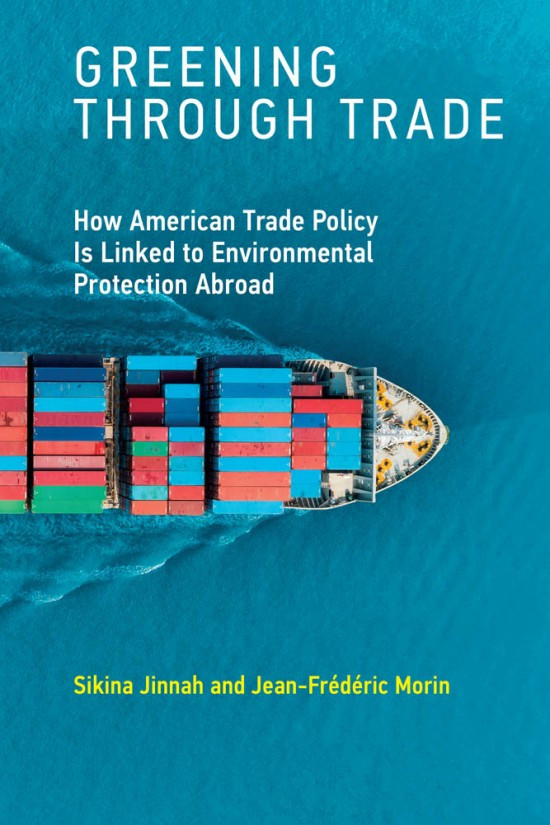 GREENING
THROUGH TRADE
How American Trade Policy
Is Linked to Environmental
Protection Abroad
Sikina Jinnah and Jean-Frédéric Morin